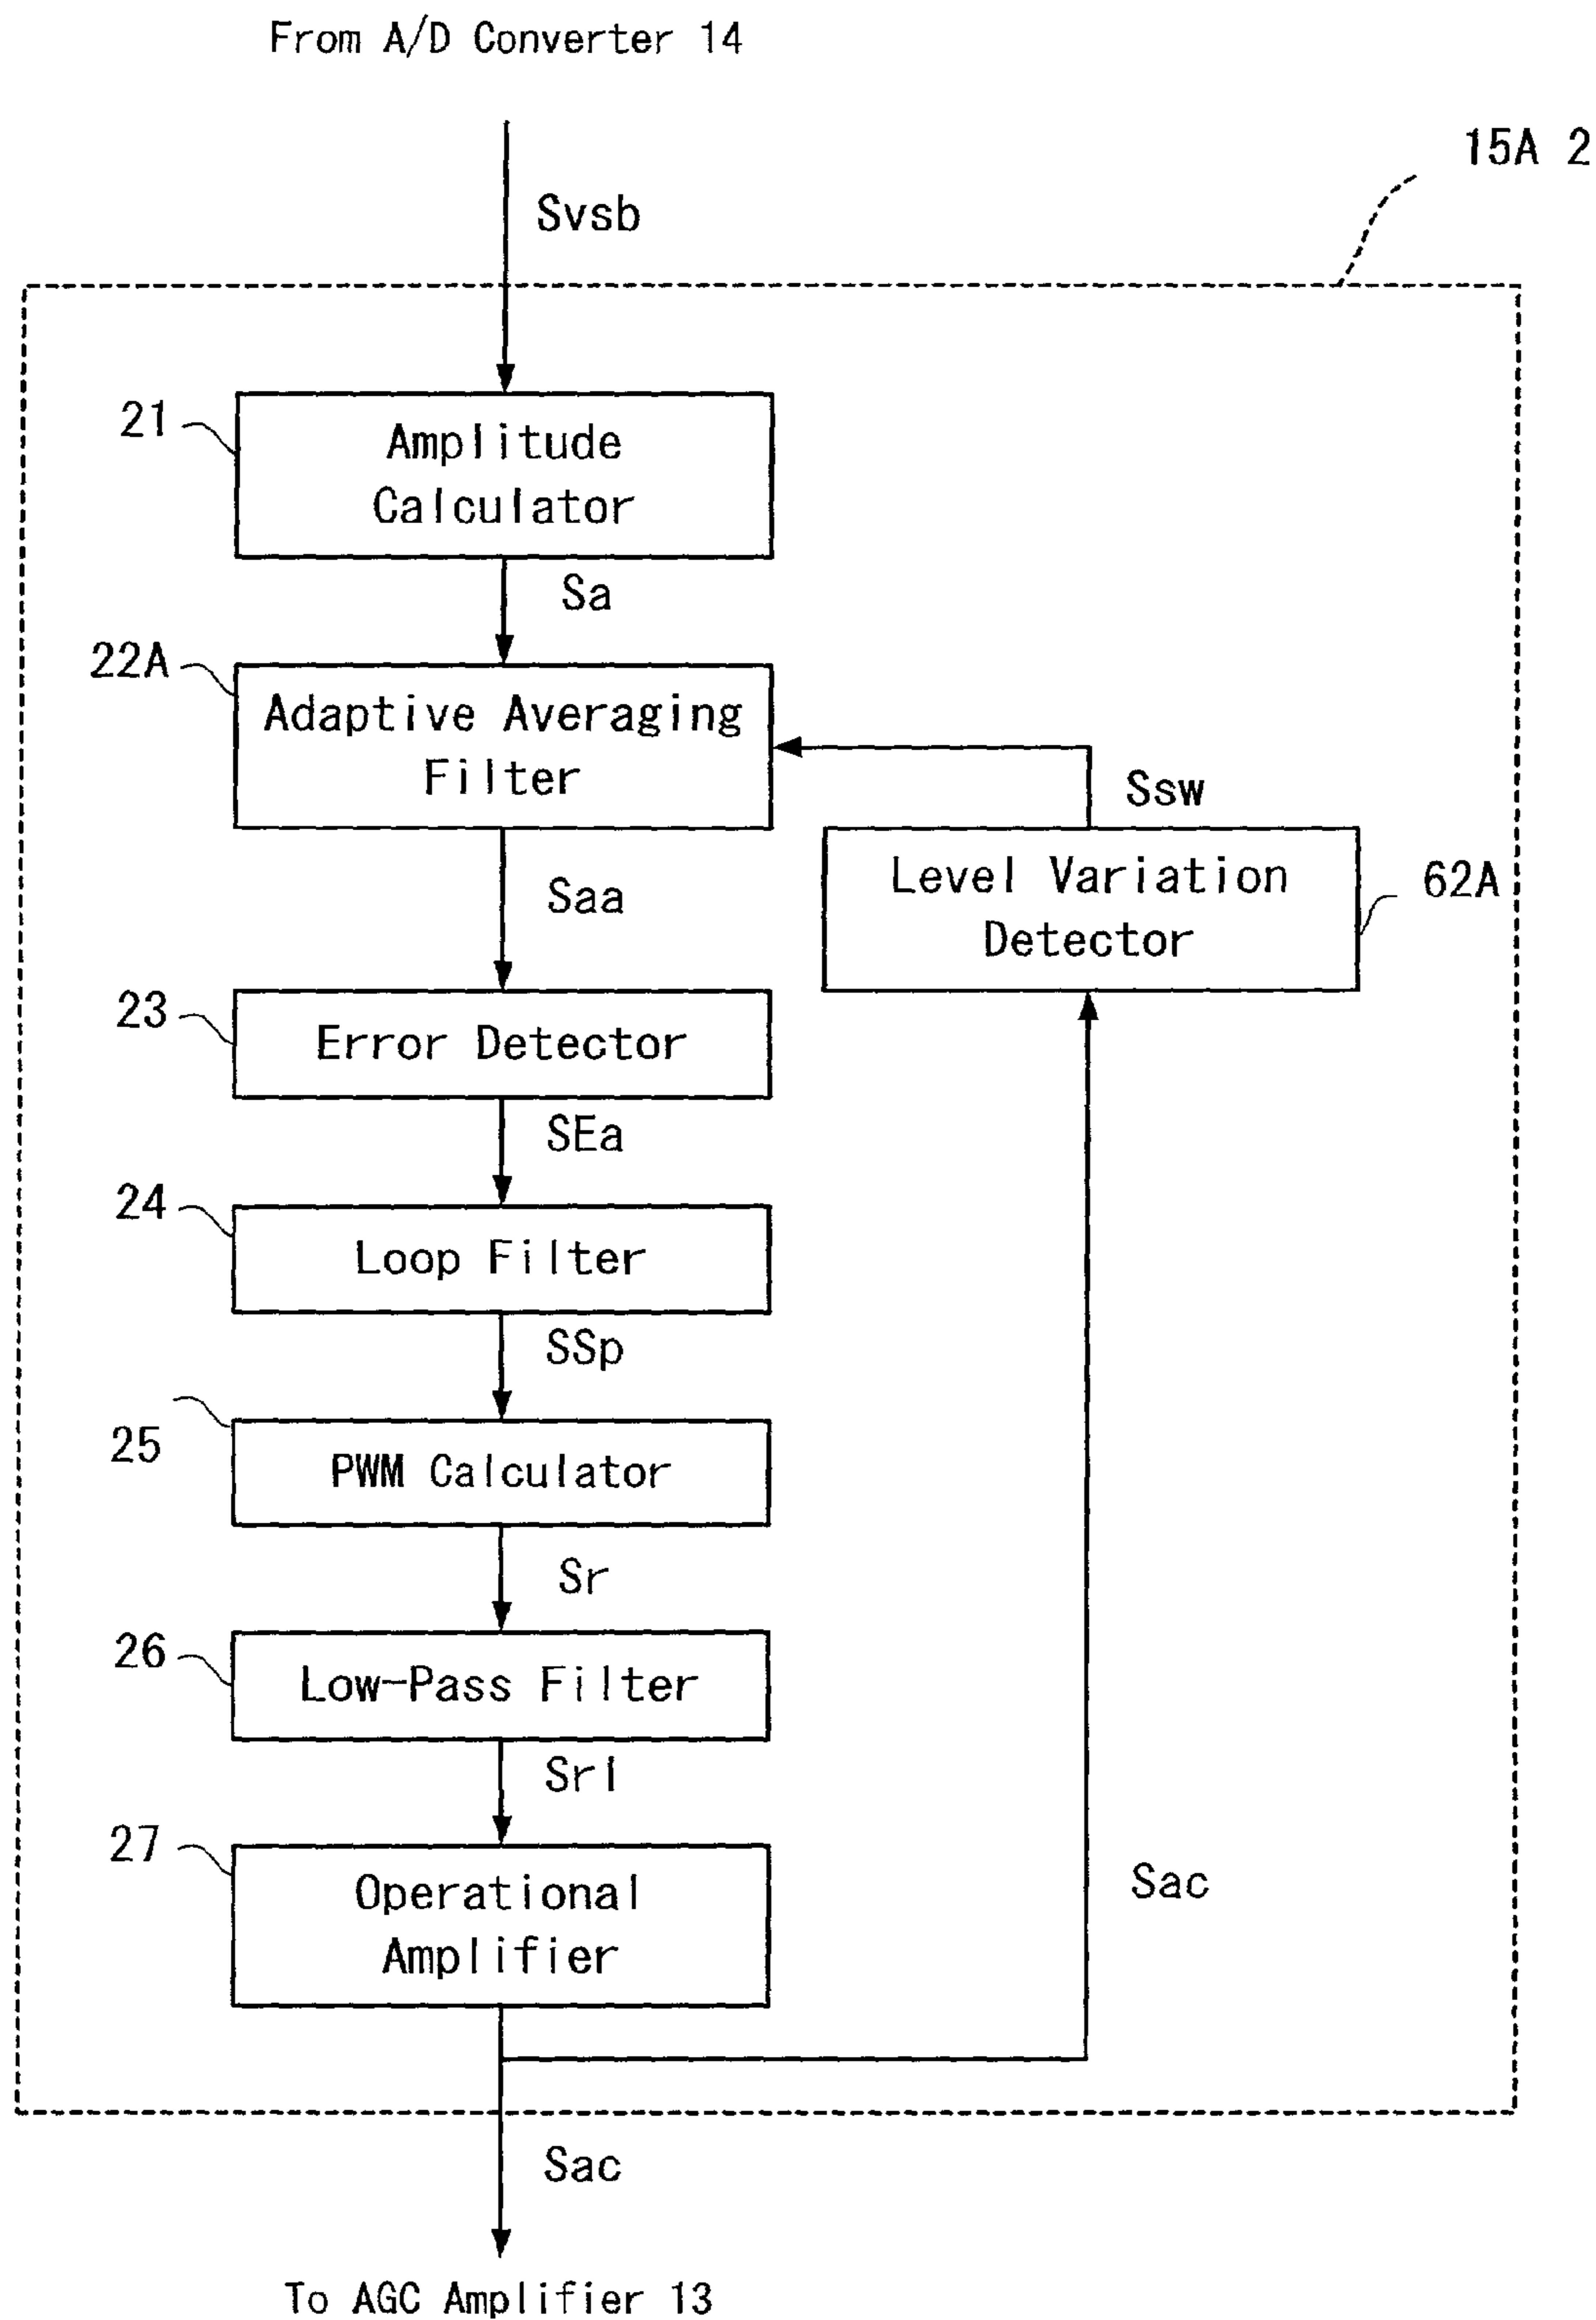 From A/D Converter 14
15A 2
Svsb
21
Amplitude
Calculator
Sa
22A
Adaptive Averaging
Filter
Ssw
Level Variation
Detector
62A
Saa
23
Error Detector
SEa
24
Loop Filter
SSp
25
PWM Calculator
Sr
26
Low-Pass Filter
Srl
27
Operational
Amplifier
Sac
Sac
To AGC Amplifier 13